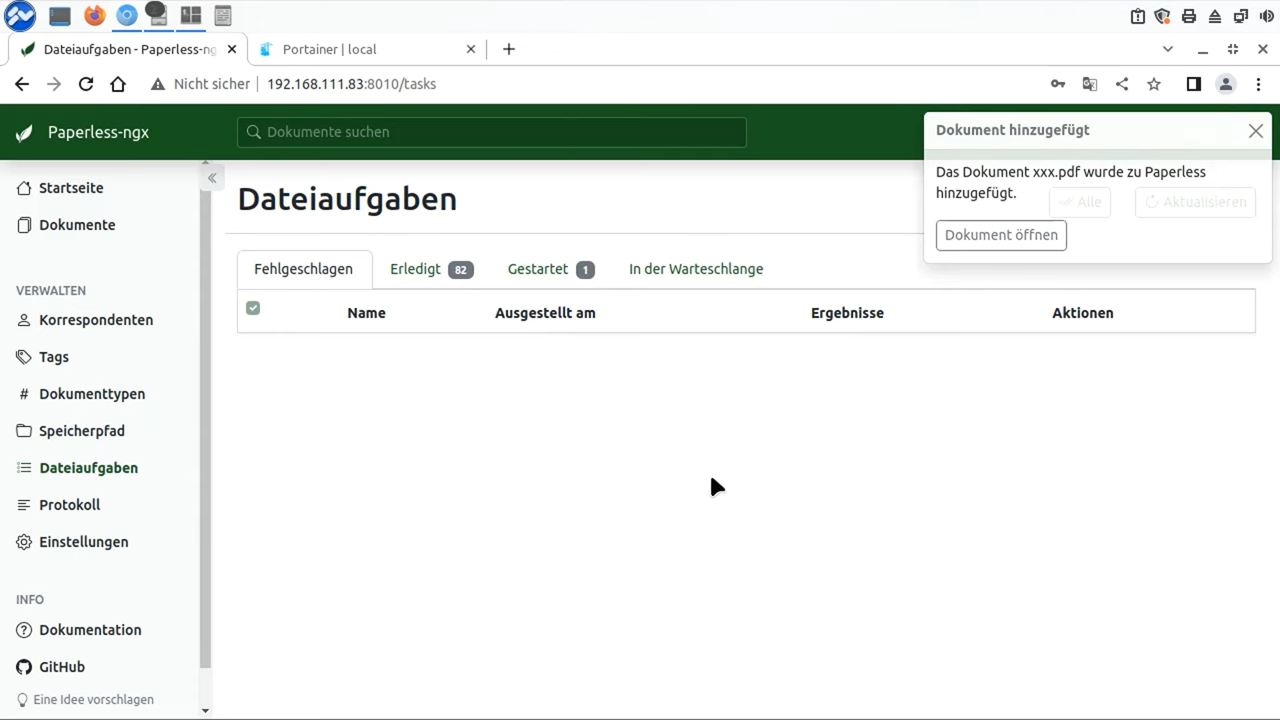 Dateiaufgaben - Paperless-ng
Portainer | local
Nicht sicher
192.168.111.83:8010/tasks
Paperless-ngx
Dokumente suchen
Dokument hinzugefügt
Das Dokument xxx.pdf wurde zu Paperless
hinzugefügt.
Alle
Aktualisieren
Dokument öffnen
Startseite
Dokumente
VERWALTEN
Korrespondenten
Tags
# Dokumenttypen
Speicherpfad
Dateiaufgaben
Protokoll
Einstellungen
INFO
Dokumentation
GitHub
Eine Idee vorschlagen
Dateiaufgaben
Fehlgeschlagen
Erledigt 82
Gestartet 1
In der Warteschlange
Name
Ausgestellt am
Ergebnisse
Aktionen